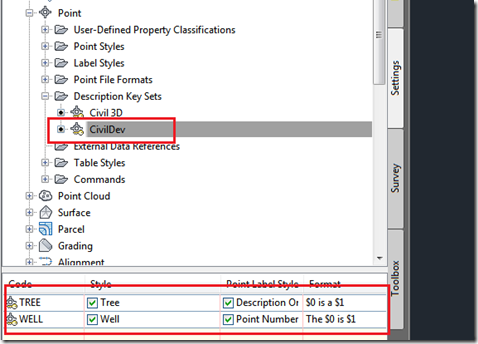 Point
User-Defined Property Classifications
Point Styles
Label Styles
Point File Formats
Description Key Sets
Civil 3D
CivilDev
External Data References
Table Styles
Commands
Point Cloud
Surface
Parcel
Grading
Alignment
Settings
Survey
Toolbox
Code Style Point Label Style Format
TREE Tree Description Or $0 is a $1
WELL Well Point Number The $0 is $1